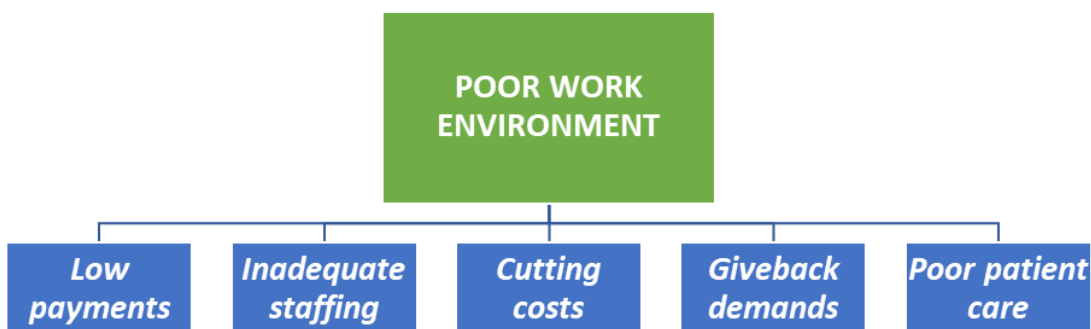 POOR WORK
ENVIRONMENT
Low
payments
Inadequate
staffing
Cutting
costs
Giveback
demands
Poor patient
care